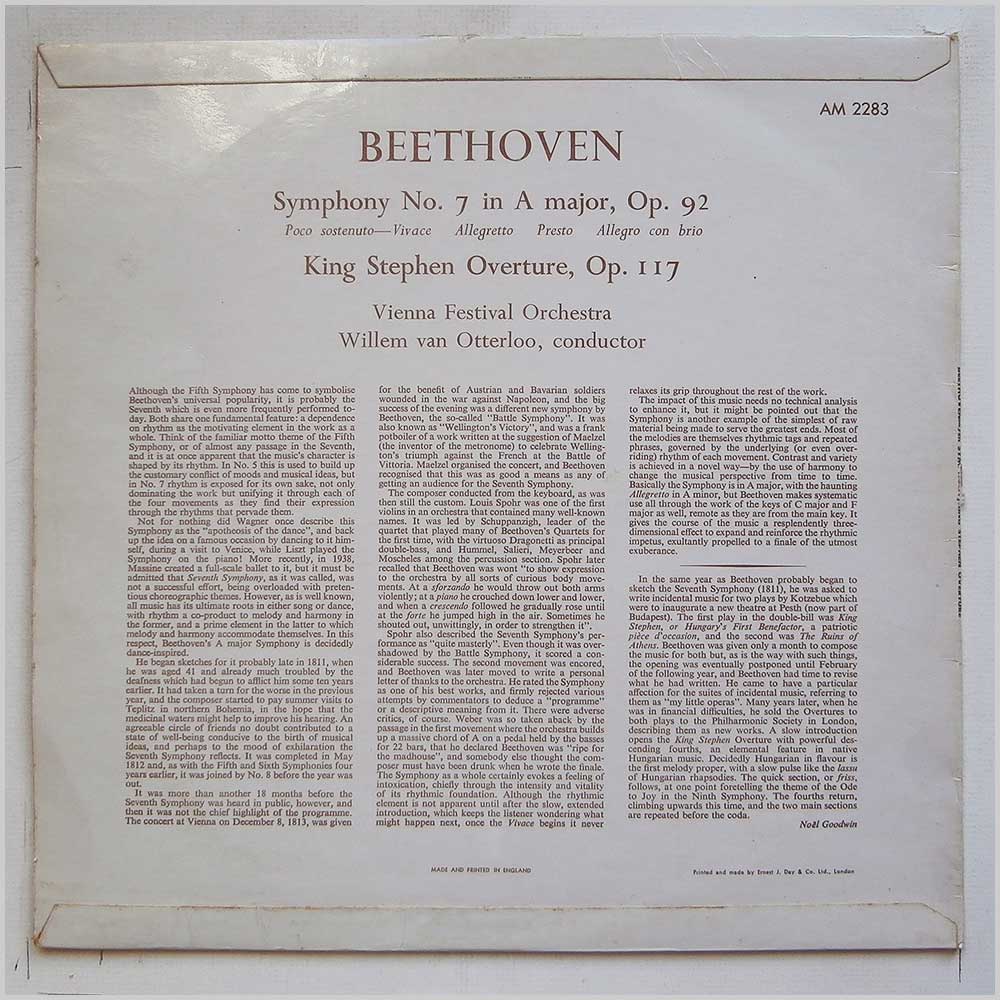 AM 2283
BEETHOVEN
Symphony No. 7 in A major, Op. 92
Poco sostenuto—Vivace Allegretto Presto Allegro con brio
King Stephen Overture, Op. 117
Vienna Festival Orchestra
Willem van Otterloo, conductor
Although the Fifth Symphony has come to symbolise
Beethoven's universal popularity, it is probably the
Seventh which is even more frequently performed to-
day. Both share one fundamental feature: a dependence
on rhythm as the motivating element in the work as a
whole. Think of the familiar motto theme of the Fifth
Symphony, or of almost any passage in the Seventh,
and it is at once apparent that the music's character is
shaped by its rhythm. In No. 5 this is used to build up
the customary conflict of moods and musical ideas, but
in No. 7 rhythm is exposed for its own sake, not only
dominating the work but unifying it through each of
the four movements as they find their expression
through the rhythms that pervade them.
Not for nothing did Wagner once describe this
Symphony as the "apotheosis of the dance", and back
up the idea on a famous occasion by dancing to it him-
self, during a visit to Venice, while Liszt played the
Symphony on the piano! More recently, in 1938,
Massine created a full-scale ballet to it, but it must be
admitted that Seventh Symphony, as it was called, was
not a successful effort, being overloaded with preten-
tious choreographic themes. However, as is well known,
all music has its ultimate roots in either song or dance,
with rhythm a co-product to melody and harmony in
the former, and a prime element in the latter to which
melody and harmony accommodate themselves. In this
respect, Beethoven's A major Symphony is decidedly
dance-inspired.
He began sketches for it probably late in 1811, when
he was aged 41 and already much troubled by the
deafness which had begun to afflict him some ten years
earlier. It had taken a turn for the worse in the previous
year, and the composer started to pay summer visits to
Teplitz in northern Bohemia, in the hope that the
medicinal waters might help to improve his hearing. An
agreeable circle of friends no doubt contributed to a
state of well-being conducive to the birth of musical
ideas, and perhaps to the mood of exhilaration the
Seventh Symphony reflects. It was completed in May
1812 and, as with the Fifth and Sixth Symphonies four
years earlier, it was joined by No. 8 before the year was
out.
It was more than another 18 months before the
Seventh Symphony was heard in public, however, and
then it was not the chief highlight of the programme.
The concert at Vienna on December 8, 1813, was given
for the benefit of Austrian and Bavarian soldiers
wounded in the war against Napoleon, and the big
success of the evening was a different new symphony by
Beethoven, the so-called "Battle Symphony". It was
also known as "Wellington's Victory", and was a frank
potboiler of a work written at the suggestion of Maelzel
(the inventor of the metronome) to celebrate Welling-
ton's triumph against the French at the Battle of
Vittoria. Maelzel organised the concert, and Beethoven
recognised that this was as good a means as any of
getting an audience for the Seventh Symphony.
The composer conducted from the keyboard, as was
then still the custom. Louis Spohr was one of the first
violins in an orchestra that contained many well-known
names. It was led by Schuppanzigh, leader of the
quartet that played many of Beethoven's Quartets for
the first time, with the virtuoso Dragonetti as principal
double-bass, and Hummel, Salieri, Meyerbeer and
Moscheles among the percussion section. Spohr later
recalled that Beethoven was wont "to show expression
to the orchestra by all sorts of curious body move-
ments. At a sforzando he would throw out both arms
violently; at a piano he crouched down lower and lower,
and when a crescendo followed he gradually rose until
at the forte he jumped high in the air. Sometimes he
shouted out, unwittingly, in order to strengthen it".
Spohr also described the Seventh Symphony's per-
formance as "quite masterly". Even though it was over-
shadowed by the Battle Symphony, it scored a con-
siderable success. The second movement was encored,
and Beethoven was later moved to write a personal
letter of thanks to the orchestra. He rated the Symphony
as one of his best works, and firmly rejected various
attempts by commentators to deduce a "programme"
or a descriptive meaning from it. There were adverse
critics, of course. Weber was so taken aback by the
passage in the first movement where the orchestra builds
up a massive chord of A on a pedal held by the basses
for 22 bars, that he declared Beethoven was "ripe for
the madhouse", and somebody else thought the com-
poser must have been drunk when he wrote the finale.
The Symphony as a whole certainly evokes a feeling of
intoxication, chiefly through the intensity and vitality
of its rhythmic foundation. Although the rhythmic
element is not apparent until after the slow, extended
introduction, which keeps the listener wondering what
might happen next, once the Vivace begins it never
relaxes its grip throughout the rest of the work.
The impact of this music needs no technical analysis
to enhance it, but it might be pointed out that the
Symphony is another example of the simplest of raw
material being made to serve the greatest ends. Most of
the melodies are themselves rhythmic tags and repeated
phrases, governed by the underlying (or even over-
riding) rhythm of each movement. Contrast and variety
is achieved in a novel way—by the use of harmony to
change the musical perspective from time to time.
Basically the Symphony is in A major, with the haunting
Allegretto in A minor, but Beethoven makes systematic
use all through the work of the keys of C major and F
major as well, remote as they are from the main key. It
gives the course of the music a resplendently three-
dimensional effect to expand and reinforce the rhythmic
impetus, exultantly propelled to a finale of the utmost
exuberance.
In the same year as Beethoven probably began to
sketch the Seventh Symphony (1811), he was asked to
write incidental music for two plays by Kotzebue which
were to inaugurate a new theatre at Pesth (now part of
Budapest). The first play in the double-bill was King
Stephen, or Hungary's First Benefactor, a patriotic
pièce d'occasion, and the second was The Ruins of
Athens. Beethoven was given only a month to compose
the music for both but, as is the way with such things,
the opening was eventually postponed until February
of the following year, and Beethoven had time to revise
what he had written. He came to have a particular
affection for the suites of incidental music, referring to
them as "my little operas". Many years later, when he
was in financial difficulties, he sold the Overtures to
both plays to the Philharmonic Society in London,
describing them as new works. A slow introduction
opens the King Stephen Overture with powerful des-
cending fourths, an elemental feature in native
Hungarian music. Decidedly Hungarian in flavour is
the first melody proper, with a slow pulse like the lassu
of Hungarian rhapsodies. The quick section, or friss,
follows, at one point foretelling the theme of the Ode
to Joy in the Ninth Symphony. The fourths return,
climbing upwards this time, and the two main sections
are repeated before the coda.
Noël Goodwin
MADE AND PRINTED IN ENGLAND
Printed and made by Ernest J. Day & Co. Ltd., London